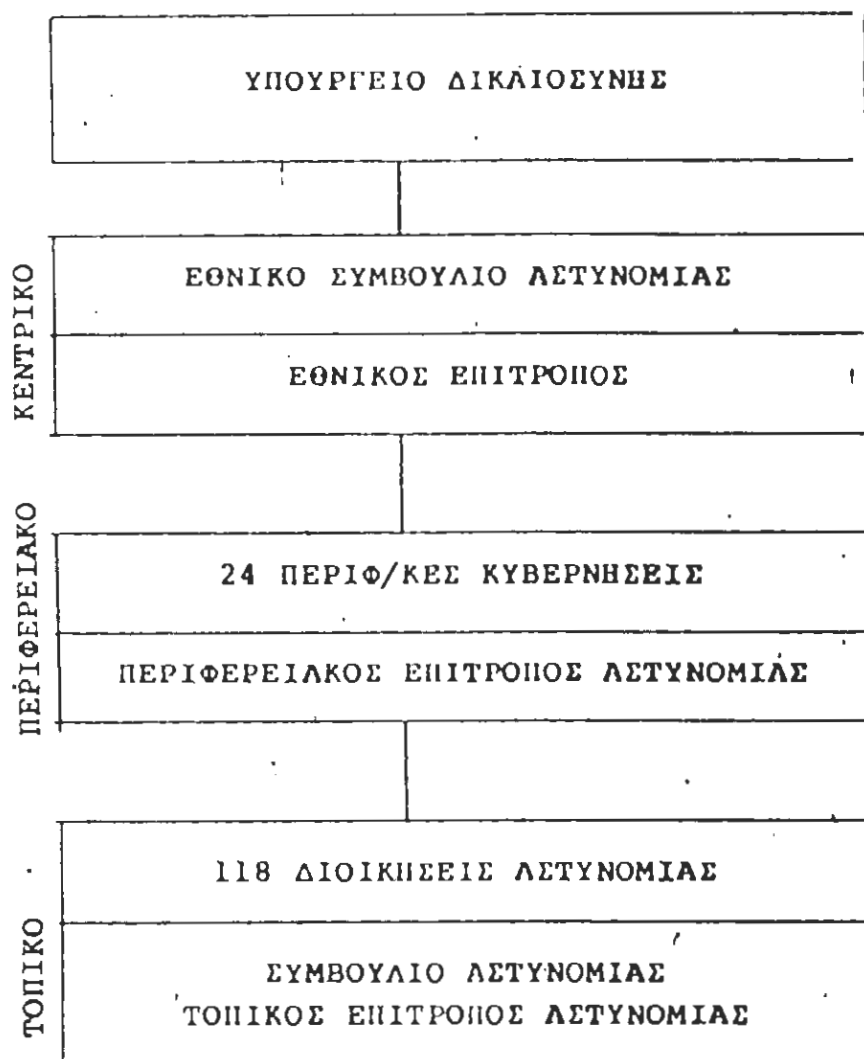 ΥΠΟΥΡΓΕΙΟ ΔΙΚΑΙΟΣΥΝΗΣ
ΚΕΝΤΡΙΚΟ
ΕΘΝΙΚΟ ΣΥΜΒΟΥΛΙΟ ΑΣΤΥΝΟΜΙΑΣ
ΕΘΝΙΚΟΣ ΕΠΙΤΡΟΠΟΣ
ΠΕΡΙΦΕΡΕΙΑΚΟ
24 ΠΕΡΙΦ/ΚΕΣ ΚΥΒΕΡΝΗΣΕΙΣ
ΠΕΡΙΦΕΡΕΙΑΚΟΣ ΕΠΙΤΡΟΠΟΣ ΑΣΤΥΝΟΜΙΑΣ
ΤΟΠΙΚΟ
118 ΔΙΟΙΚΗΣΕΙΣ ΑΣΤΥΝΟΜΙΑΣ
ΣΥΜΒΟΥΛΙΟ ΑΣΤΥΝΟΜΙΑΣ
ΤΟΠΙΚΟΣ ΕΠΙΤΡΟΠΟΣ ΑΣΤΥΝΟΜΙΑΣ